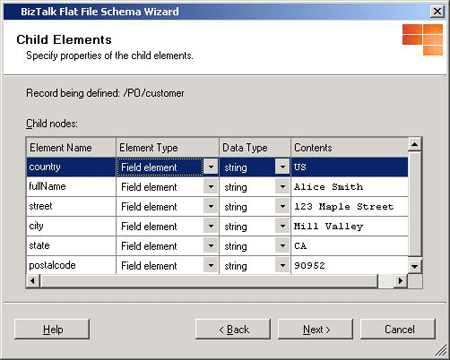 BizTalk Flat File Schema Wizard
Child Elements
Specify properties of the child elements.
Record being defined: /PO/customer
Child nodes:
Element Name Element Type Data Type Contents
country Field element string US
fullName Field element string Alice Smith
street Field element string 123 Maple Street
city Field element string Mill Valley
state Field element string CA
postalcode Field element string 90952
Help < Back Next > Cancel